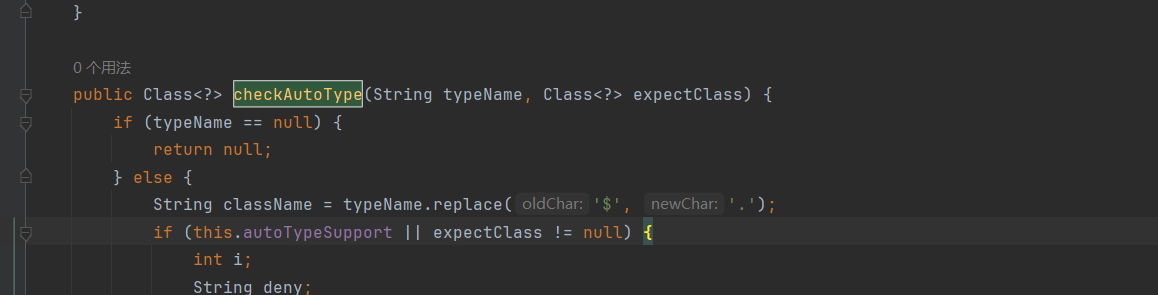 }
0 个用法
public Class<?> checkAutoType(String typeName, Class<?> expectClass) {
if (typeName == null) {
return null;
} else {
String className = typeName.replace( oldChar: '$', newChar: '.');
if (this.autoTypeSupport || expectClass != null) {
int i;
String deny;